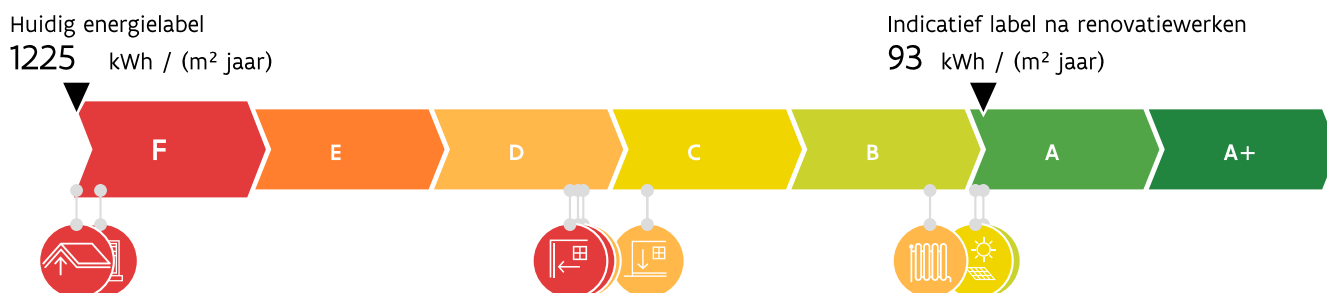 Huidig energielabel
1225 kWh / (m² jaar)
Indicatief label na renovatiewerken
93 kWh / (m² jaar)
F E D C B A A+